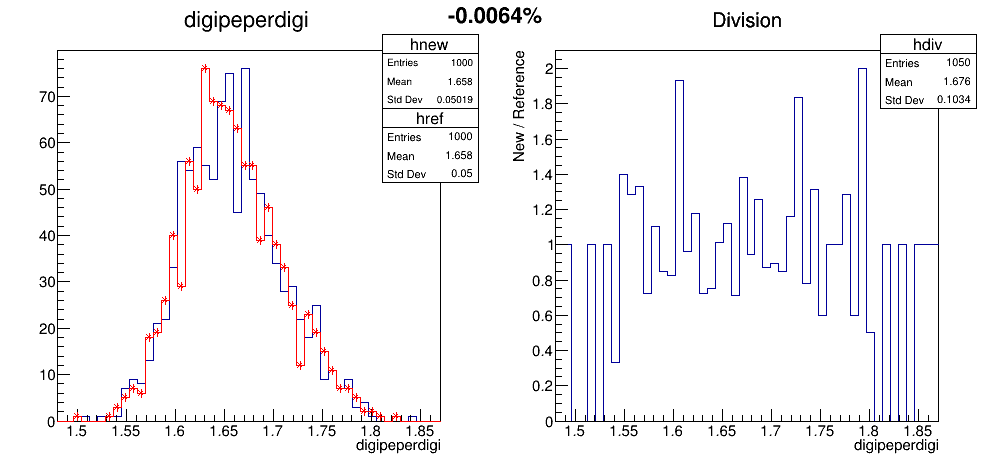 digipeperdigi
-0.0064%
Division
hnew
Entries 1000
Mean 1.658
Std Dev 0.05019
href
Entries 1000
Mean 1.658
Std Dev 0.05
70
60
50
40
30
20
10
0
1.5 1.55 1.6 1.65 1.7 1.75 1.8 1.85
digipeperdigi
hdiv
Entries 1050
Mean 1.676
Std Dev 0.1034
New / Reference
2
1.8
1.6
1.4
1.2
1
0.8
0.6
0.4
0.2
0
1.5 1.55 1.6 1.65 1.7 1.75 1.8 1.85
digipeperdigi